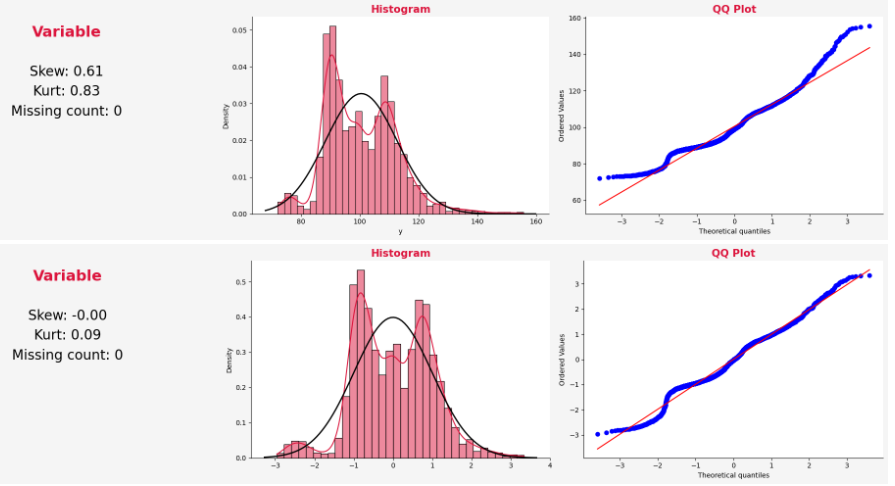 Variable
Skew: 0.61
Kurt: 0.83
Missing count: 0
Histogram
Density
0.05
0.04
0.03
0.02
0.01
0.00
80 100 120 140 160
y
QQ Plot
Ordered Values
160
140
120
100
80
60
−3 −2 −1 0 1 2 3
Theoretical quantiles
Variable
Skew: -0.00
Kurt: 0.09
Missing count: 0
Histogram
Density
0.5
0.4
0.3
0.2
0.1
0.0
−3 −2 −1 0 1 2 3 4
QQ Plot
Ordered Values
3
2
1
0
−1
−2
−3
−3 −2 −1 0 1 2 3
Theoretical quantiles